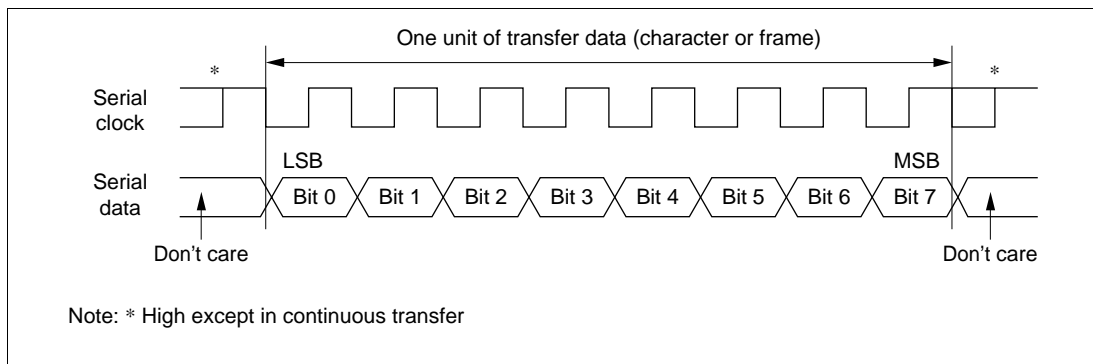 One unit of transfer data (character or frame)
*
*
Serial
clock
LSB
MSB
Serial
data
Bit 0
Bit 1
Bit 2
Bit 3
Bit 4
Bit 5
Bit 6
Bit 7
Don't care
Don't care
Note: * High except in continuous transfer